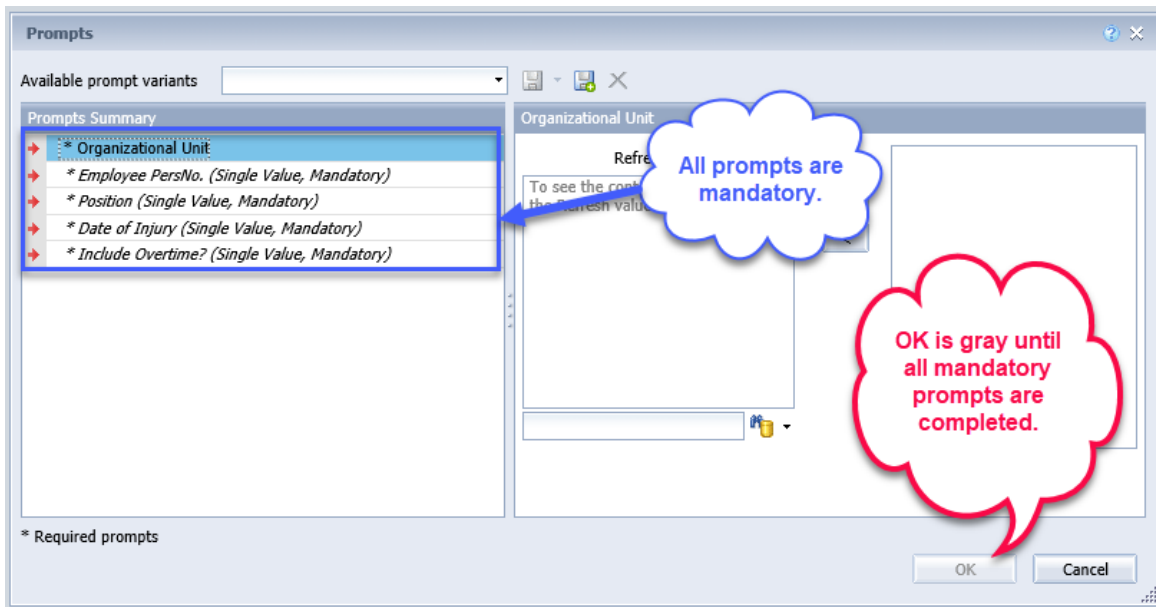 Prompts
Available prompt variants
Prompts Summary
* Organizational Unit
* Employee PersNo. (Single Value, Mandatory)
* Position (Single Value, Mandatory)
* Date of Injury (Single Value, Mandatory)
* Include Overtime? (Single Value, Mandatory)
Organizational Unit
To see the
the Refresh
All prompts are
mandatory.
OK is gray until
all mandatory
prompts are
completed.
* Required prompts
OK
Cancel